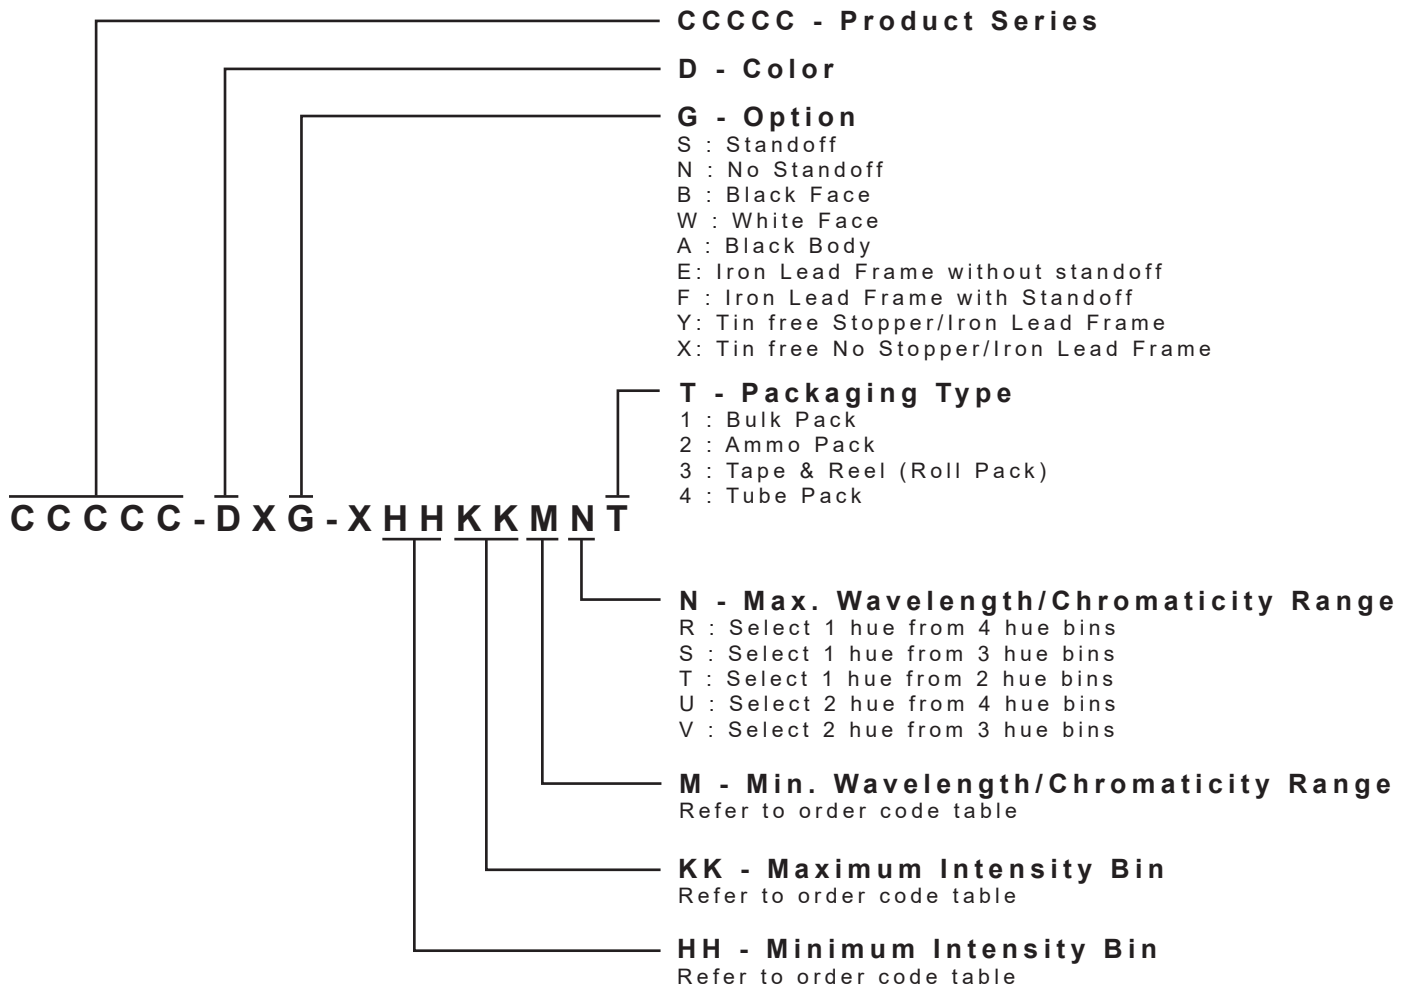 CCCCC - Product Series
D - Color
G - Option
S : Standoff
N : No Standoff
B : Black Face
W : White Face
A : Black Body
E: Iron Lead Frame without standoff
F : Iron Lead Frame with Standoff
Y: Tin free Stopper/Iron Lead Frame
X: Tin free No Stopper/Iron Lead Frame
T - Packaging Type
1 : Bulk Pack
2 : Ammo Pack
3 : Tape & Reel (Roll Pack)
4 : Tube Pack
CCCCC-DXG-XHHKKMNT
N - Max. Wavelength/Chromaticity Range
R : Select 1 hue from 4 hue bins
S : Select 1 hue from 3 hue bins
T : Select 1 hue from 2 hue bins
U : Select 2 hue from 4 hue bins
V : Select 2 hue from 3 hue bins
M - Min. Wavelength/Chromaticity Range
Refer to order code table
KK - Maximum Intensity Bin
Refer to order code table
HH - Minimum Intensity Bin
Refer to order code table